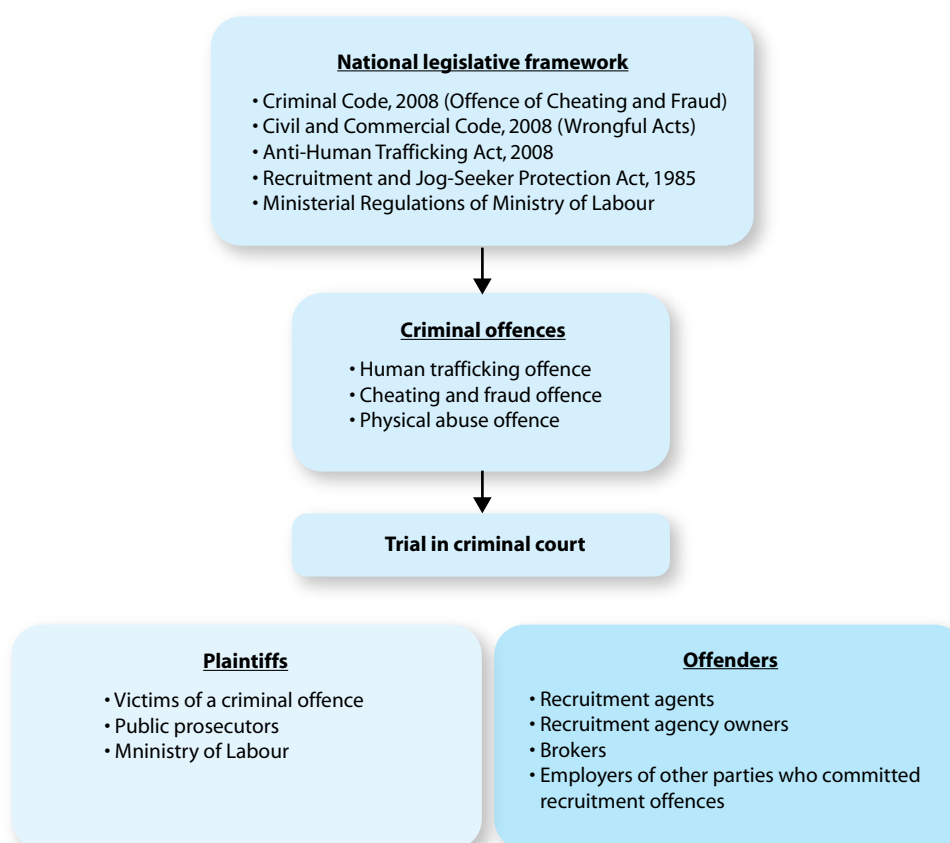 National legislative framework
• Criminal Code, 2008 (Offence of Cheating and Fraud)
• Civil and Commercial Code, 2008 (Wrongful Acts)
• Anti-Human Trafficking Act, 2008
• Recruitment and Jog-Seeker Protection Act, 1985
• Ministerial Regulations of Ministry of Labour
Criminal offences
• Human trafficking offence
• Cheating and fraud offence
• Physical abuse offence
Trial in criminal court
Plaintiffs
• Victims of a criminal offence
• Public prosecutors
• Mninistry of Labour
Offenders
• Recruitment agents
• Recruitment agency owners
• Brokers
• Employers of other parties who committed
recruitment offences